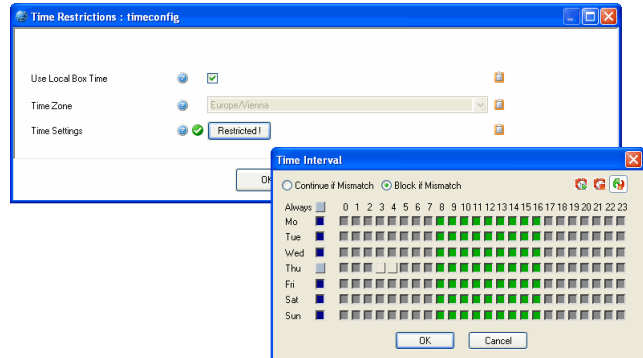 Time Restrictions : timeconfig
Use Local Box Time
Time Zone
Europe/Vienna
Time Settings
Restricted !
Time Interval
Continue if Mismatch
Block if Mismatch
Always 0 1 2 3 4 5 6 7 8 9 10 11 12 13 14 15 16 17 18 19 20 21 22 23
Mo
Tue
Wed
Thu
Fri
Sat
Sun
OK
Cancel